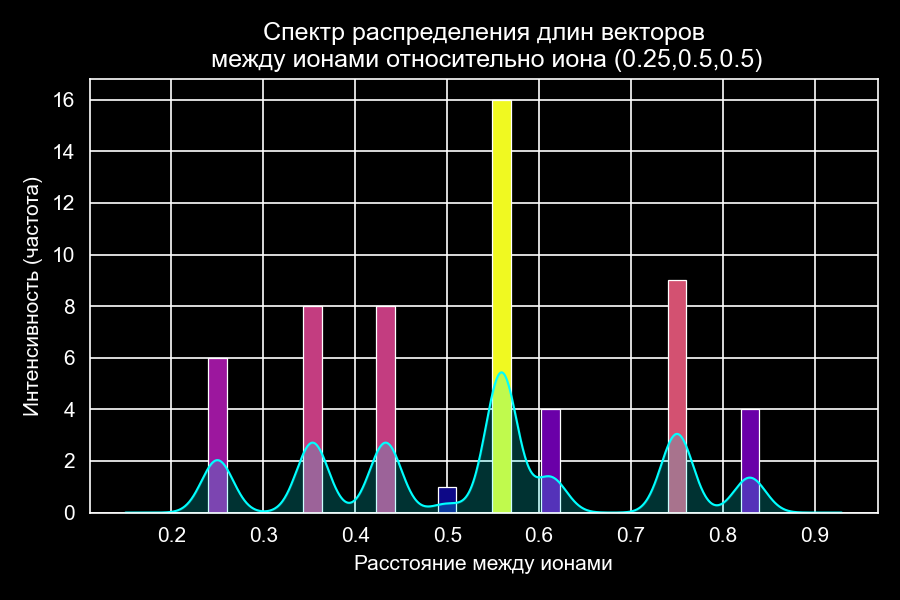 Спектр распределения длин векторов
между ионами относительно иона (0.25,0.5,0.5)
Интенсивность (частота)
16
14
12
10
8
6
4
2
0
0.2 0.3 0.4 0.5 0.6 0.7 0.8 0.9
Расстояние между ионами